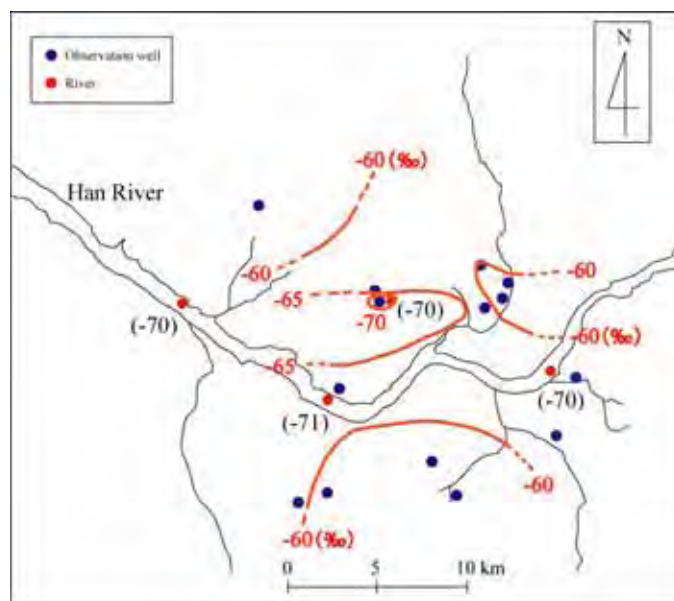 N
Observation well
River
-60 (‰)
Han River
-60
-60
-65
-70
(-70)
(-70)
-60 (‰)
-65
(-71)
(-70)
-60
-60 (‰)
0 5 10 km